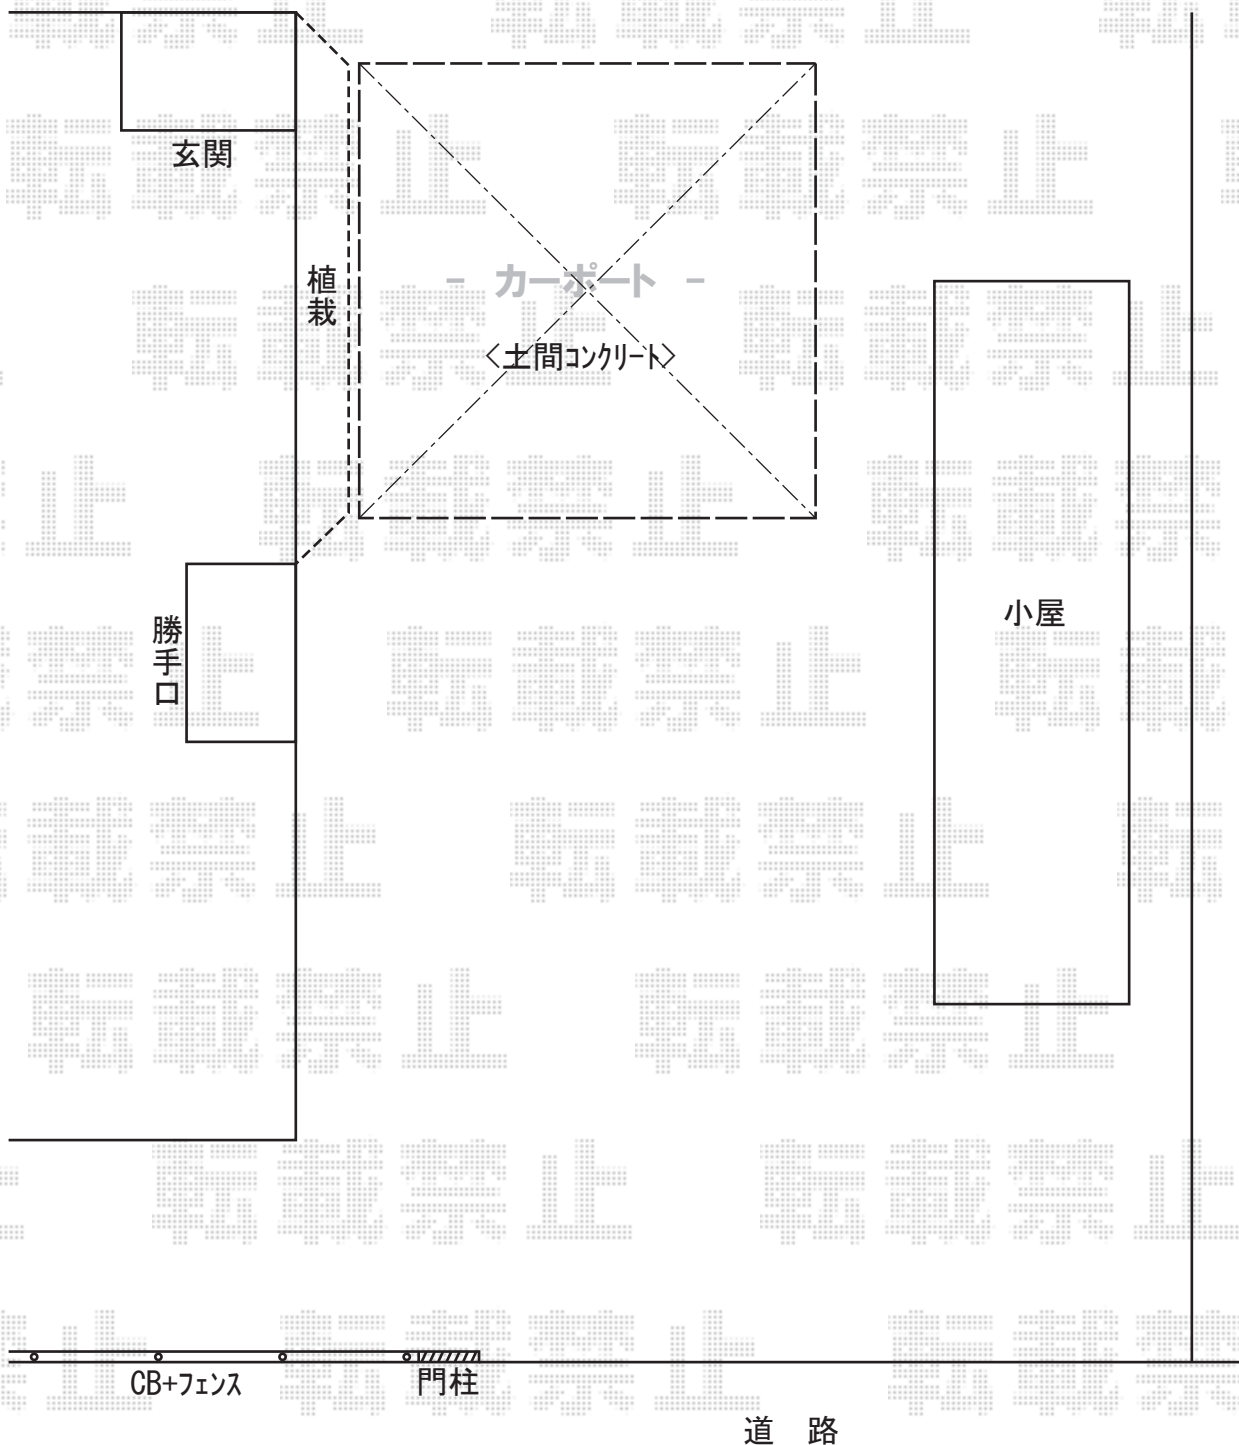 玄関
植栽
- カーポート -
〈土間コンクリート〉
小屋
勝手口
CB+フェンス
門柱
道 路
転載禁止